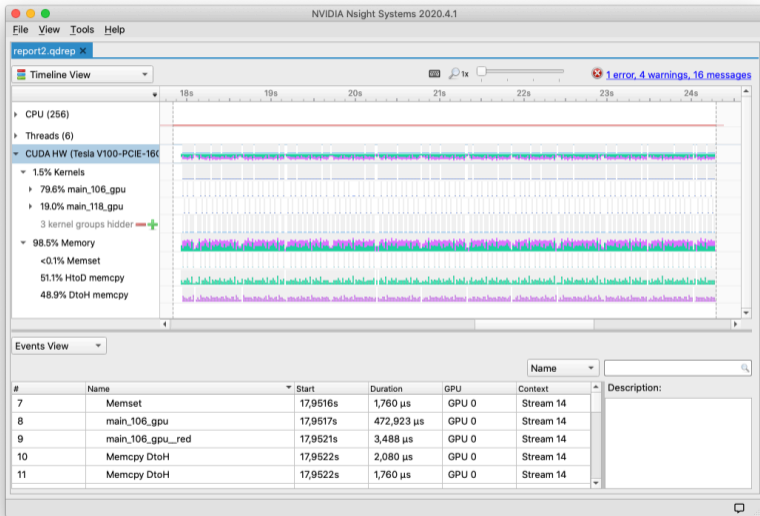 NVIDIA Nsight Systems 2020.4.1
File View Tools Help
report2.qdrep ×
Timeline View 1x 1 error, 4 warnings, 16 messages
18s 19s 20s 21s 22s 23s 24s
CPU (256)
Threads (6)
CUDA HW (Tesla V100-PCIE-16G
1.5% Kernels
79.6% main_106_gpu
19.0% main_118_gpu
3 kernel groups hidden
98.5% Memory
<0.1% Memset
51.1% HtoD memcpy
48.9% DtoH memcpy
Events View
Name
# Name Start Duration GPU Context Description:
7 Memset 17,9516s 1,760 μs GPU 0 Stream 14
8 main_106_gpu 17,9517s 472,923 μs GPU 0 Stream 14
9 main_106_gpu__red 17,9521s 3,488 μs GPU 0 Stream 14
10 Memcpy DtoH 17,9522s 2,080 μs GPU 0 Stream 14
11 Memcpy DtoH 17,9522s 1,760 μs GPU 0 Stream 14